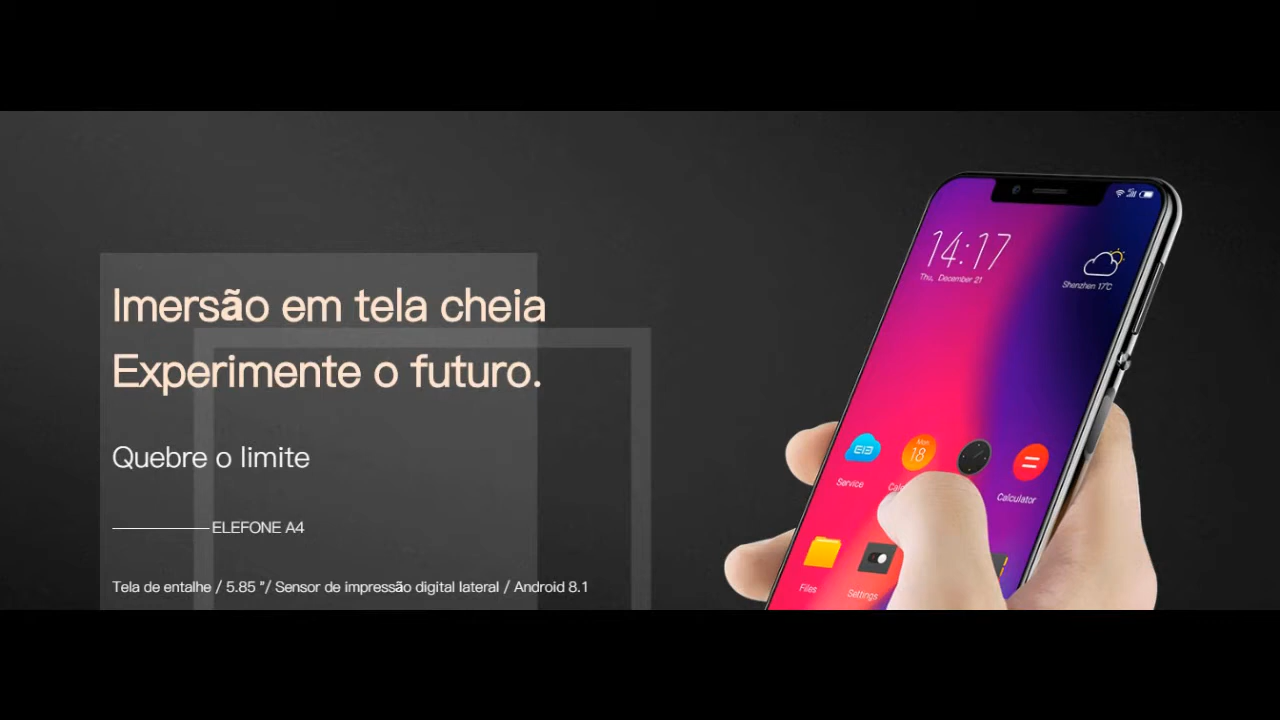 Imersão em tela cheia
Experimente o futuro.
Quebre o limite
ELEFONE A4
Tela de entalhe / 5.85 "/ Sensor de impressão digital lateral / Android 8.1
14:17
Thu, December 21
Shenzhen 17°C
Mon
18
Service
Calculator
Files
Settings